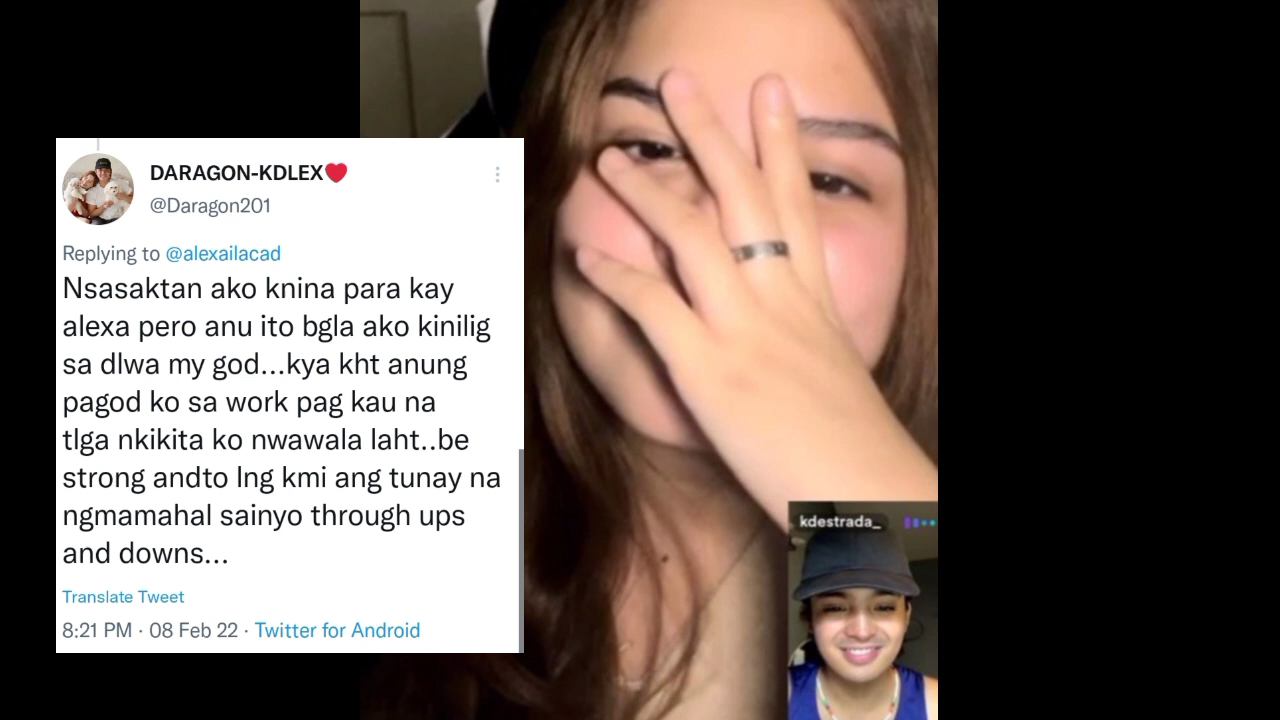 DARAGON-KDLEX❤️
@Daragon201
Replying to @alexailacad
Nsasaktan ako knina para kay
alexa pero anu ito bgla ako kinilig
sa dlwa my god...kya kht anung
pagod ko sa work pag kau na
tlga nkikita ko nwawala laht..be
strong andto lng kmi ang tunay na
ngmamahal sainyo through ups
and downs...
Translate Tweet
8:21 PM · 08 Feb 22 · Twitter for Android
kdestrada_